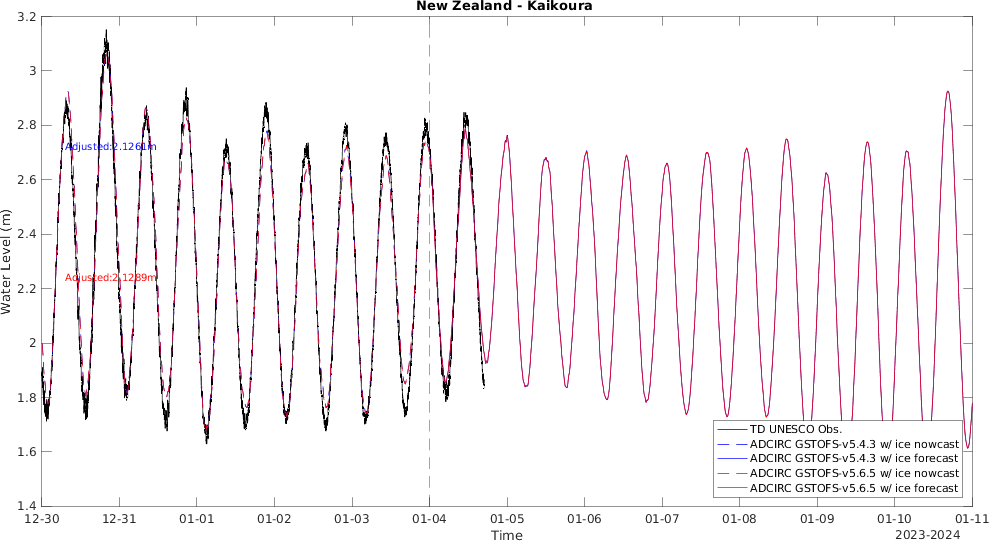 New Zealand - Kaikoura
3.2
3
2.8
2.6
2.4
2.2
2
1.8
1.6
1.4
Water Level (m)
Adjusted:2.1261m
Adjusted:2.1289m
TD UNESCO Obs.
ADCIRC GSTOFS-v5.4.3 w/ ice nowcast
ADCIRC GSTOFS-v5.4.3 w/ ice forecast
ADCIRC GSTOFS-v5.6.5 w/ ice nowcast
ADCIRC GSTOFS-v5.6.5 w/ ice forecast
12-30 12-31 01-01 01-02 01-03 01-04 01-05 01-06 01-07 01-08 01-09 01-10 01-11
Time
2023-2024